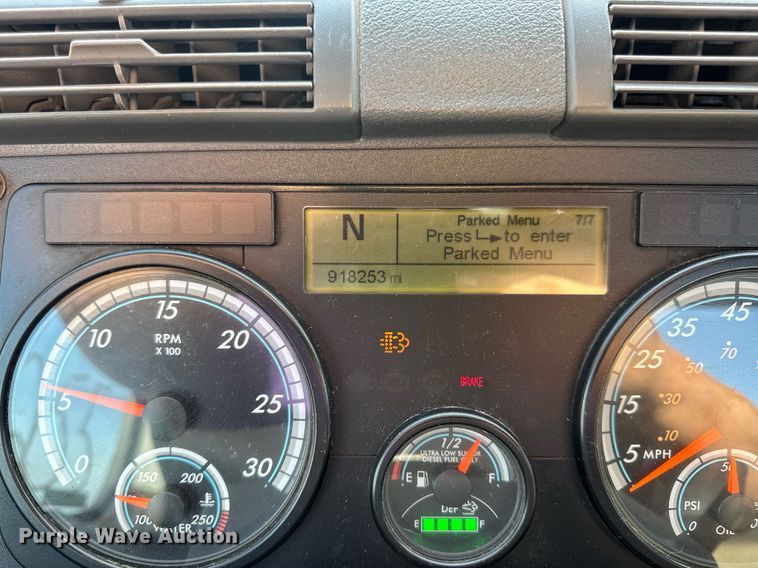 N
Parked Menu 7/7
Press to enter
Parked Menu
918253 mi
BRAKE
0
5
10
15
20
25
30
RPM
X 100
100
150
200
250
WATER
1/2
ULTRA LOW SULFUR
DIESEL FUEL ONLY
E F
DEF
E F
5 MPH
15
25
35
45
10
30
50
70
PSI
0
50
OIL
Purple Wave Auction